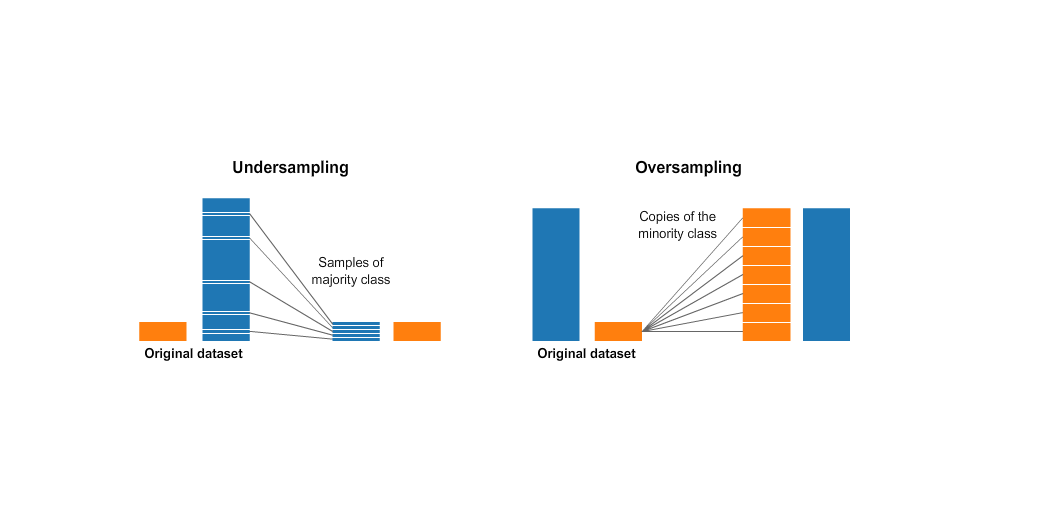 Undersampling
Samples of
majority class
Original dataset
Oversampling
Copies of the
minority class
Original dataset